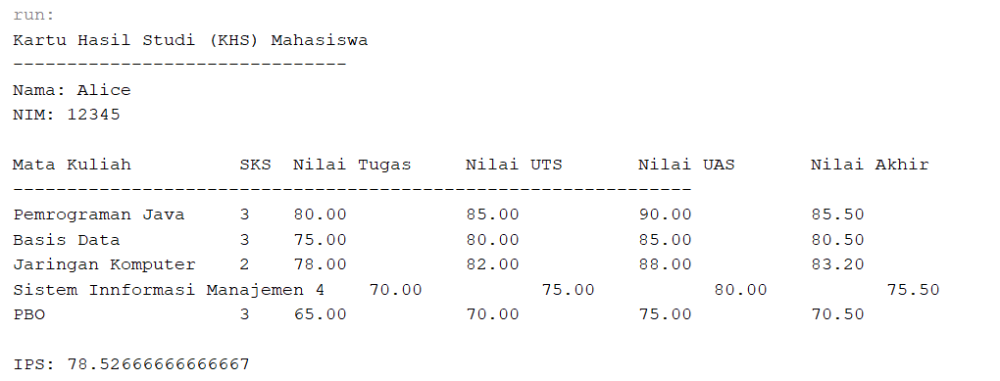 run:
Kartu Hasil Studi (KHS) Mahasiswa
-------------------------------
Nama: Alice
NIM: 12345
Mata Kuliah          SKS  Nilai Tugas     Nilai UTS       Nilai UAS       Nilai Akhir
---------------------------------------------------------------
Pemrograman Java     3    80.00           85.00           90.00           85.50
Basis Data           3    75.00           80.00           85.00           80.50
Jaringan Komputer    2    78.00           82.00           88.00           83.20
Sistem Innformasi Manajemen 4    70.00           75.00           80.00           75.50
PBO                  3    65.00           70.00           75.00           70.50
IPS: 78.52666666666667